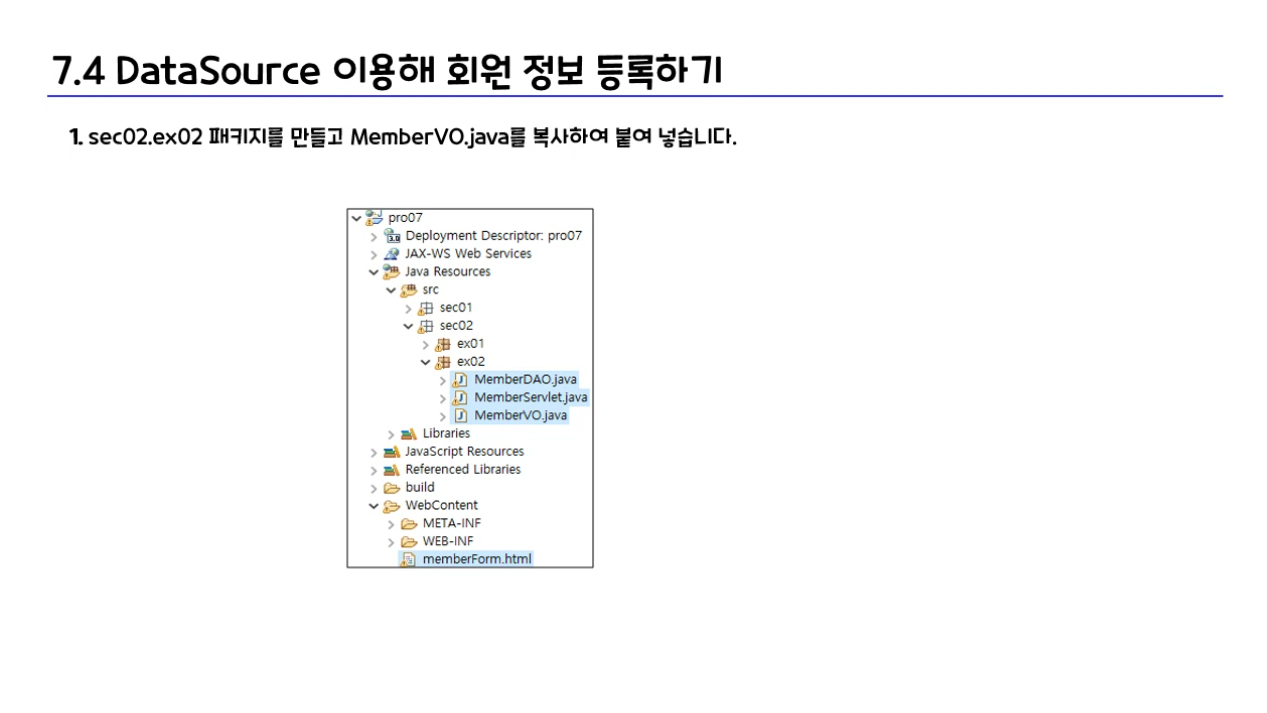 7.4 DataSource 이용해 회원 정보 등록하기
1. sec02.ex02 패키지를 만들고 MemberVO.java를 복사하여 붙여 넣습니다.
pro07
Deployment Descriptor: pro07
JAX-WS Web Services
Java Resources
src
sec01
sec02
ex01
ex02
MemberDAO.java
MemberServlet.java
MemberVO.java
Libraries
JavaScript Resources
Referenced Libraries
build
WebContent
META-INF
WEB-INF
memberForm.html